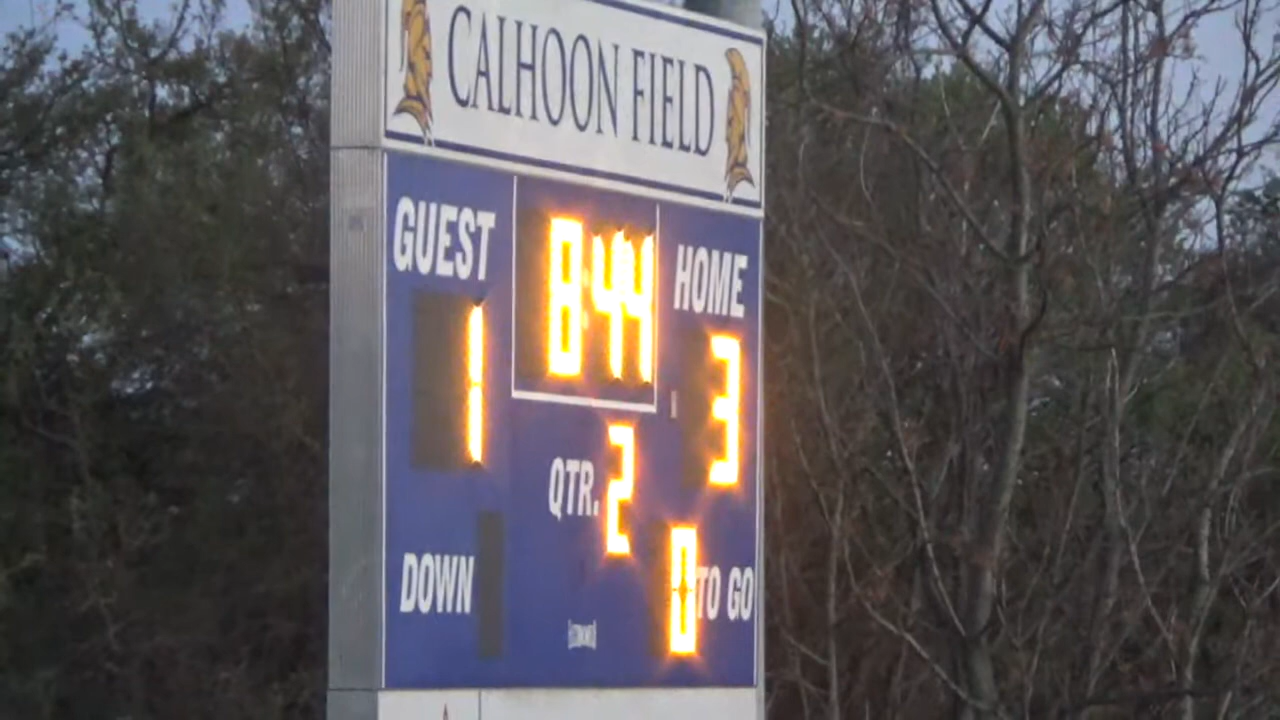 CALHOON FIELD
GUEST 8:44 HOME
1 3
QTR. 2
DOWN 0 TO GO